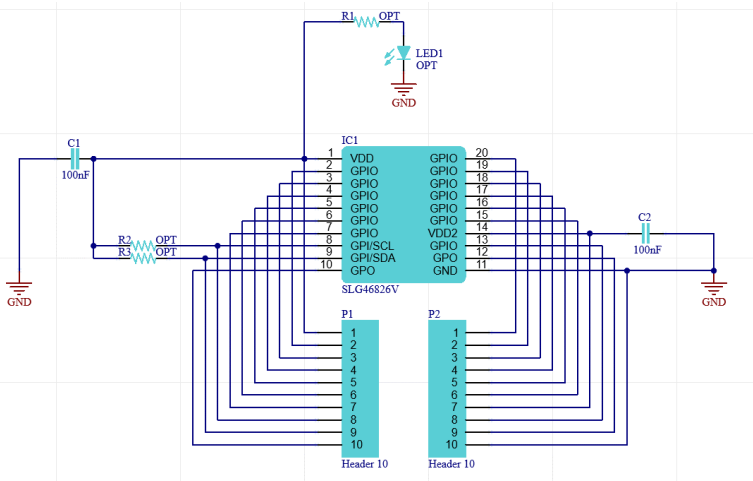 R1 OPT
LED1
OPT
GND
IC1
C1
100nF
1 VDD GPIO 20
2 GPIO GPIO 19
3 GPIO GPIO 18
4 GPIO GPIO 17
5 GPIO GPIO 16
6 GPIO GPIO 15
7 GPIO VDD2 14
8 GPI/SCL GPIO 13
9 GPI/SDA GPO 12
10 GPO GND 11
SLG46826V
R2 OPT
R3 OPT
C2
100nF
GND
GND
P1
1
2
3
4
5
6
7
8
9
10
Header 10
P2
1
2
3
4
5
6
7
8
9
10
Header 10